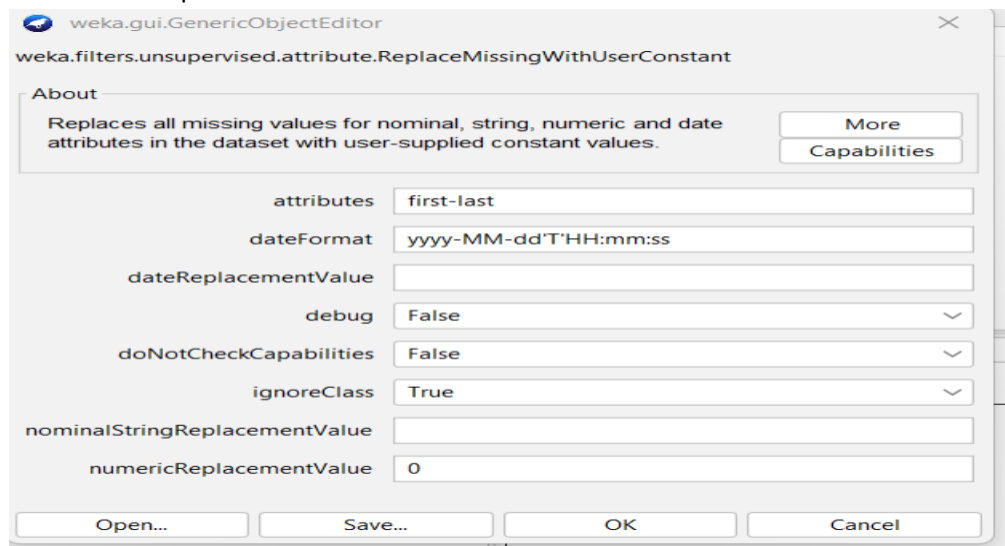 weka.gui.GenericObjectEditor
weka.filters.unsupervised.attribute.ReplaceMissingWithUserConstant
About
Replaces all missing values for nominal, string, numeric and date
attributes in the dataset with user-supplied constant values.
More
Capabilities
attributes first-last
dateFormat yyyy-MM-dd'T'HH:mm:ss
dateReplacementValue
debug False
doNotCheckCapabilities False
ignoreClass True
nominalStringReplacementValue
numericReplacementValue 0
Open... Save... OK Cancel